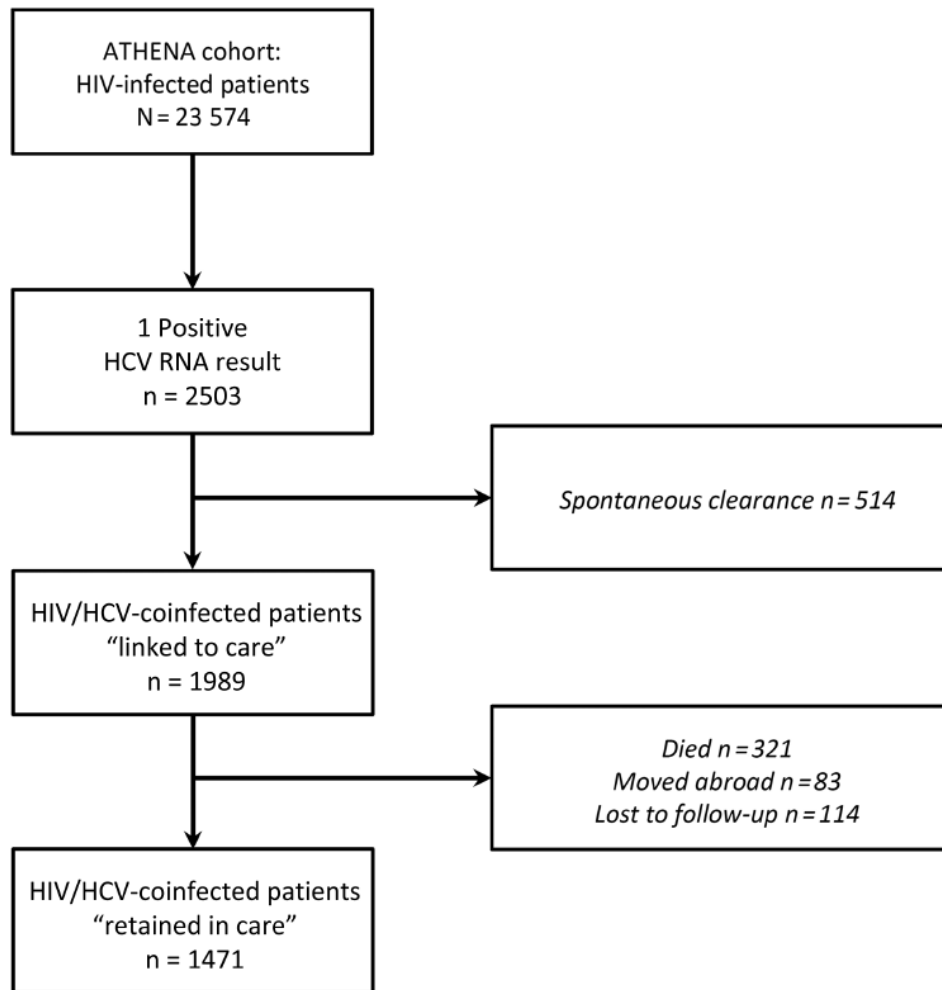 ATHENA cohort:
HIV-infected patients
N = 23 574
1 Positive
HCV RNA result
n = 2503
Spontaneous clearance n = 514
HIV/HCV-coinfected patients
“linked to care”
n = 1989
Died n = 321
Moved abroad n = 83
Lost to follow-up n = 114
HIV/HCV-coinfected patients
“retained in care”
n = 1471